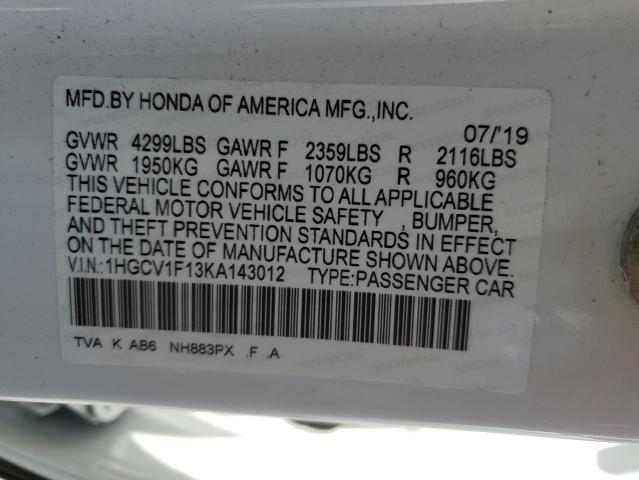 MFD.BY HONDA OF AMERICA MFG.,INC.
07/'19
GVWR 4299LBS GAWR F 2359LBS R 2116LBS
GVWR 1950KG GAWR F 1070KG R 960KG
THIS VEHICLE CONFORMS TO ALL APPLICABLE
FEDERAL MOTOR VEHICLE SAFETY , BUMPER,
AND THEFT PREVENTION STANDARDS IN EFFECT
ON THE DATE OF MANUFACTURE SHOWN ABOVE.
V.I.N.:1HGCV1F13KA143012 TYPE:PASSENGER CAR
TVA K AB6 NH883PX .F .A